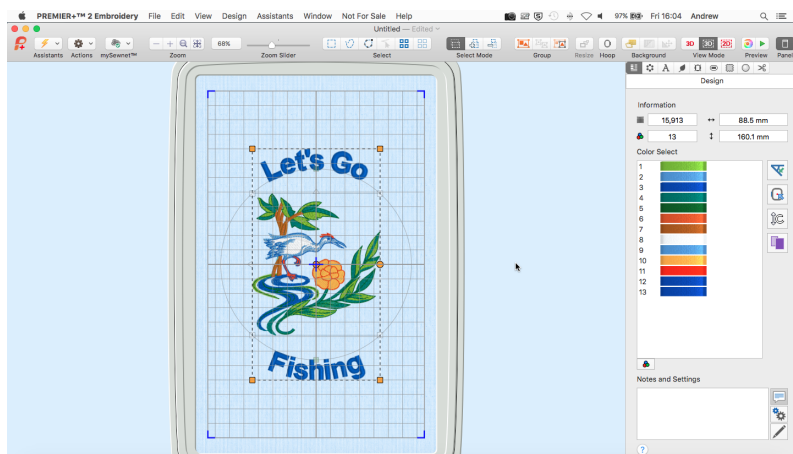 PREMIER+™ 2 Embroidery File Edit View Design Assistants Window Not For Sale Help 97% Fri 16:04 Andrew
Untitled — Edited
68%
3D 3D 2D
Assistants Actions mySewnet™ Zoom Zoom Slider Select Select Mode Group Resize Hoop Background View Mode Preview Panel
Design
Information
15,913 88.5 mm
13 160.1 mm
Color Select
1
2
3
4
5
6
7
8
9
10
11
12
13
Notes and Settings
?
Let's Go
Fishing